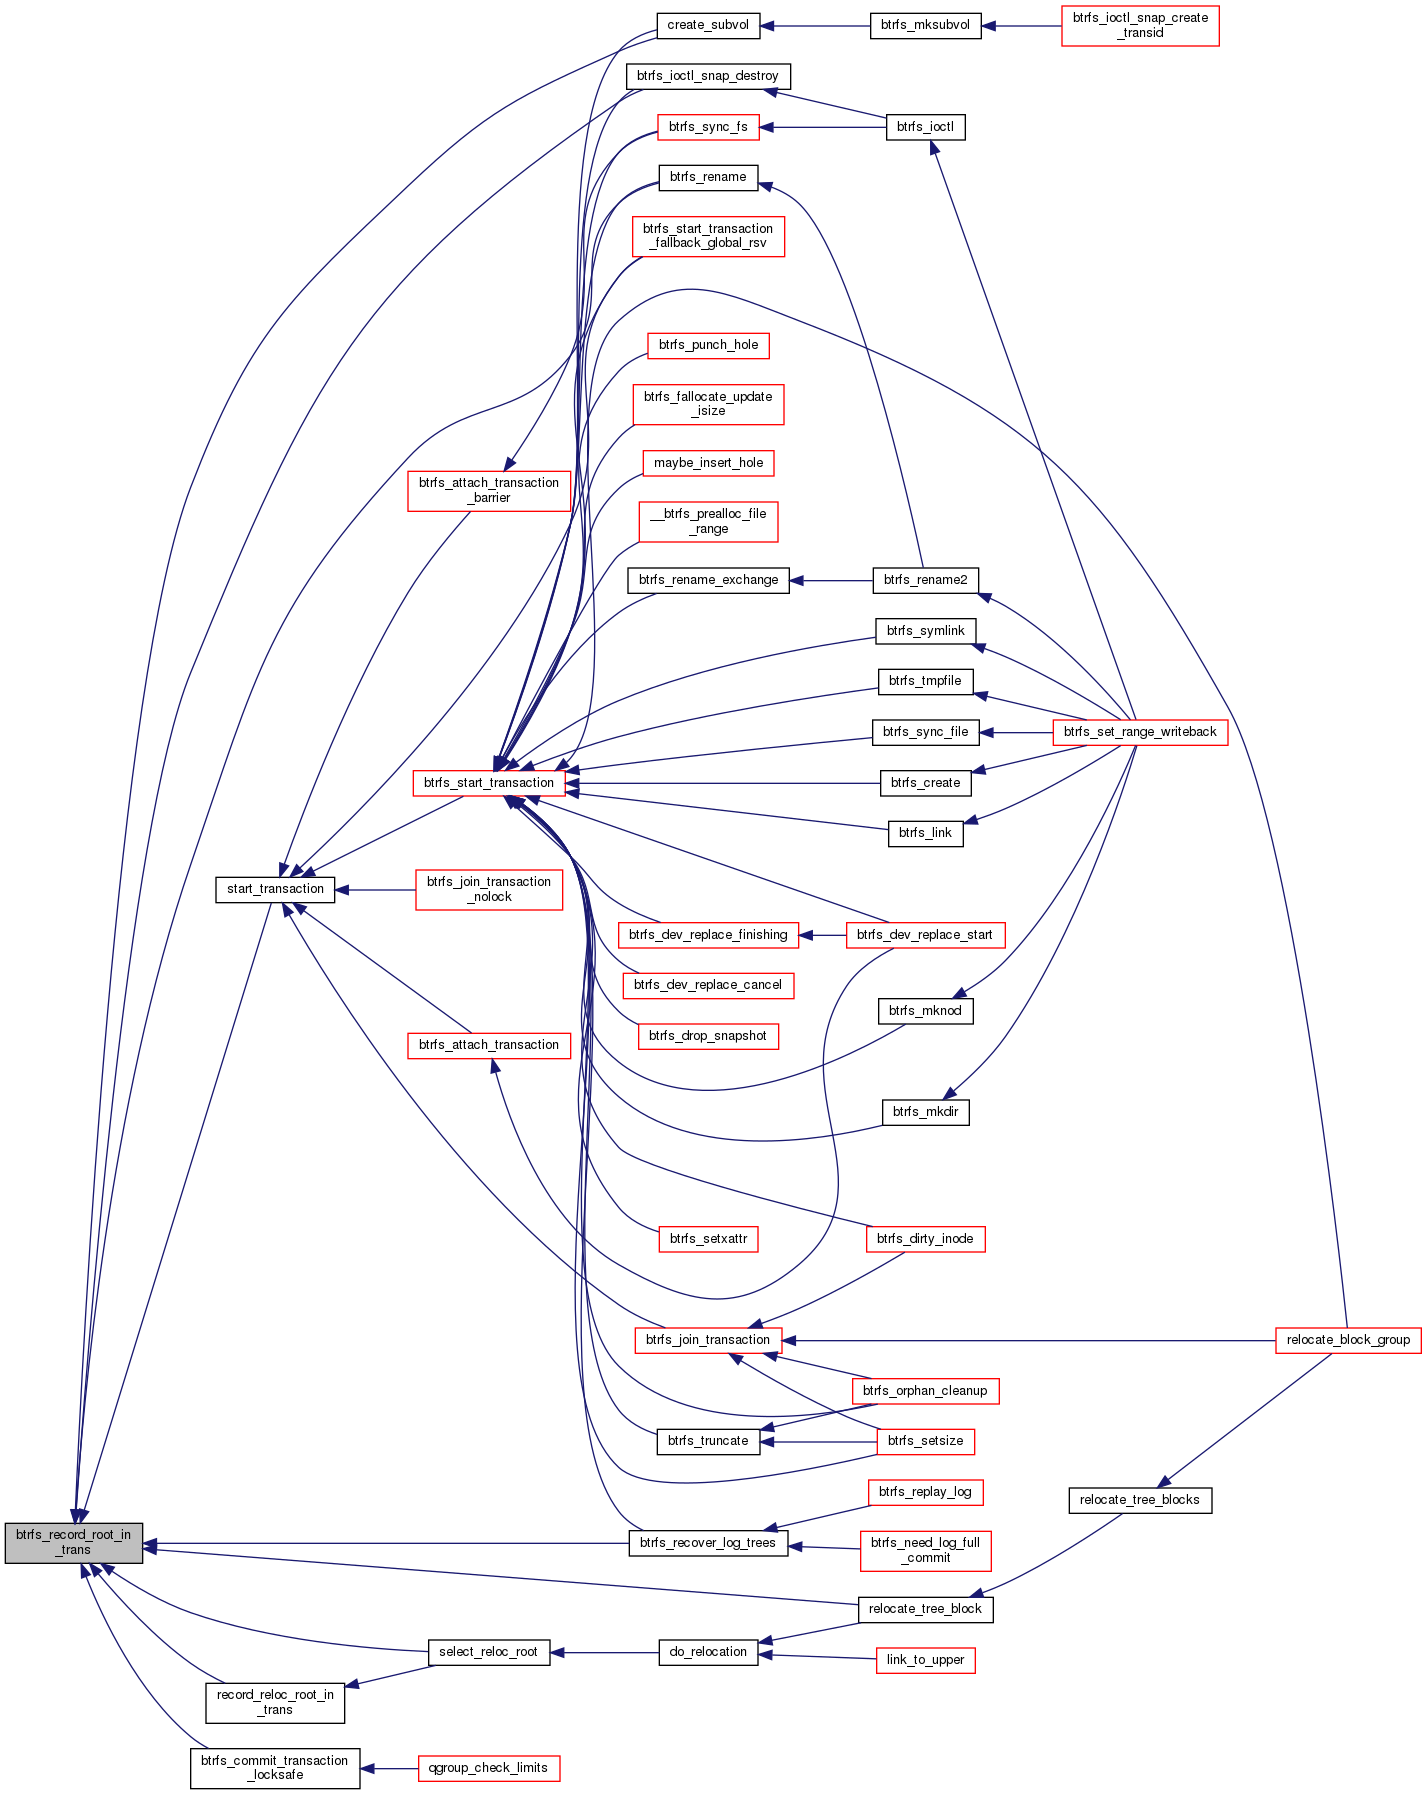 create_subvol
btrfs_mksubvol
btrfs_ioctl_snap_create
_transid
btrfs_ioctl_snap_destroy
btrfs_sync_fs
btrfs_ioctl
btrfs_rename
btrfs_start_transaction
_fallback_global_rsv
btrfs_punch_hole
btrfs_fallocate_update
_isize
maybe_insert_hole
btrfs_attach_transaction
_barrier
__btrfs_prealloc_file
_range
btrfs_rename_exchange
btrfs_rename2
btrfs_symlink
btrfs_tmpfile
btrfs_sync_file
btrfs_set_range_writeback
btrfs_start_transaction
btrfs_create
btrfs_link
start_transaction
btrfs_join_transaction
_nolock
btrfs_dev_replace_finishing
btrfs_dev_replace_start
btrfs_dev_replace_cancel
btrfs_mknod
btrfs_drop_snapshot
btrfs_attach_transaction
btrfs_mkdir
btrfs_setxattr
btrfs_dirty_inode
btrfs_join_transaction
relocate_block_group
btrfs_orphan_cleanup
btrfs_truncate
btrfs_setsize
btrfs_replay_log
relocate_tree_blocks
btrfs_record_root_in
_trans
btrfs_recover_log_trees
btrfs_need_log_full
_commit
relocate_tree_block
select_reloc_root
do_relocation
link_to_upper
record_reloc_root_in
_trans
btrfs_commit_transaction
_locksafe
qgroup_check_limits